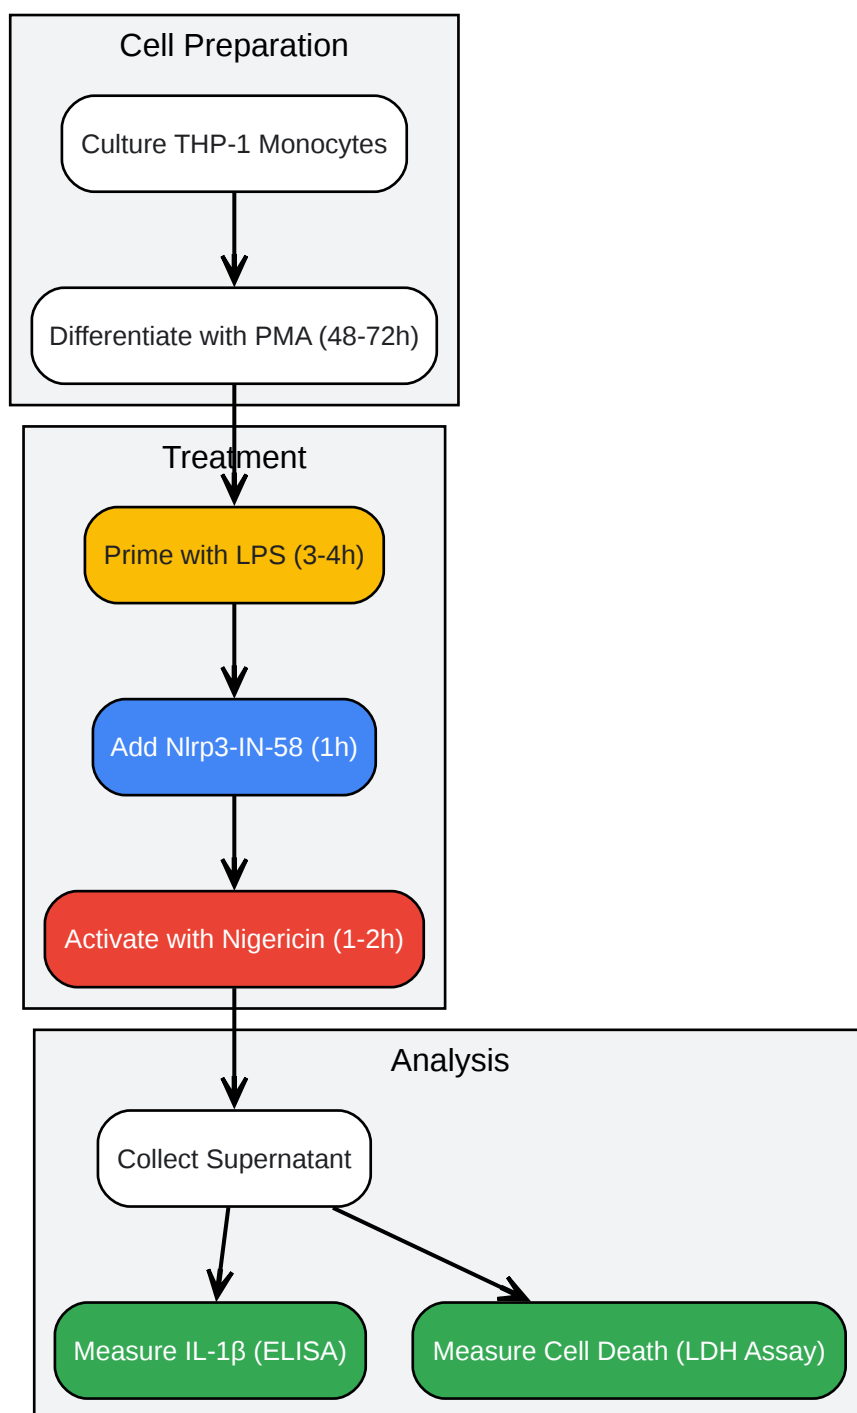 Cell Preparation
Culture THP-1 Monocytes
Differentiate with PMA (48-72h)
Treatment
Prime with LPS (3-4h)
Add Nlrp3-IN-58 (1h)
Activate with Nigericin (1-2h)
Analysis
Collect Supernatant
Measure IL-1β (ELISA)
Measure Cell Death (LDH Assay)